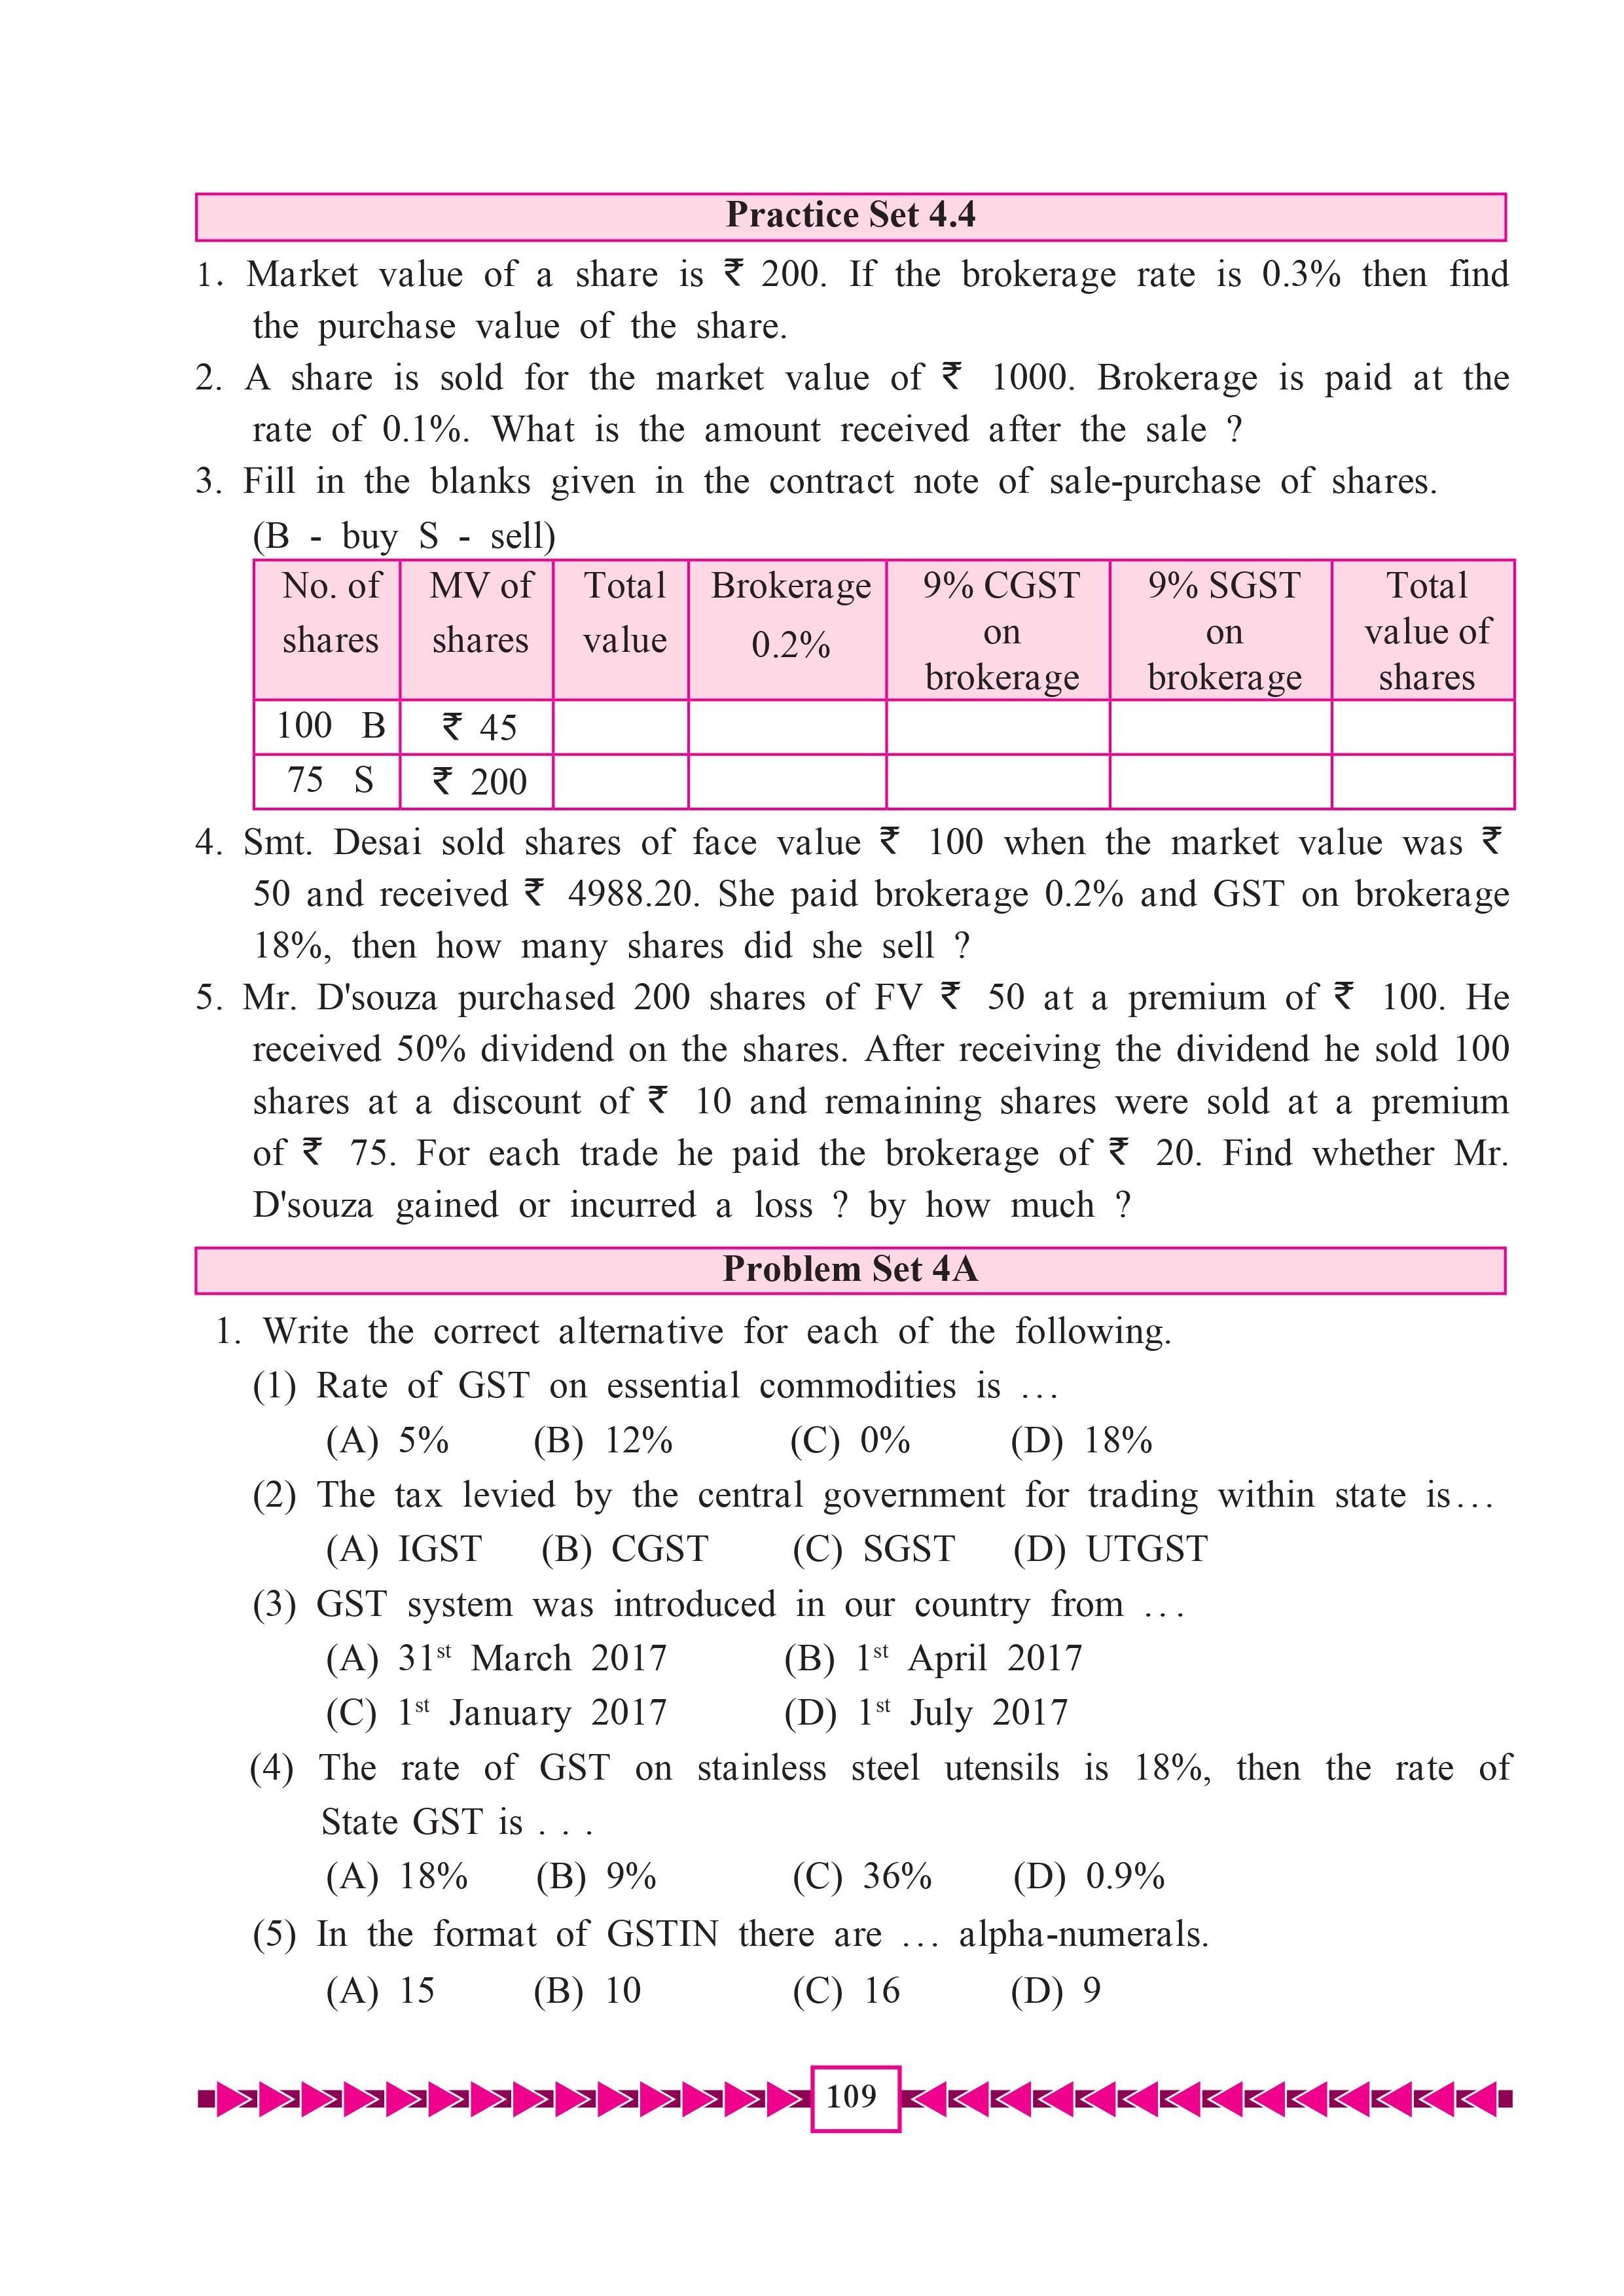 Practice Set 4.4
1. Market value of a share is ₹ 200. If the brokerage rate is 0.3% then find
the purchase value of the share.
2. A share is sold for the market value of ₹ 1000. Brokerage is paid at the
rate of 0.1%. What is the amount received after the sale ?
3. Fill in the blanks given in the contract note of sale-purchase of shares.
(B - buy S - sell)
No. of shares MV of shares Total value Brokerage 0.2% 9% CGST on brokerage 9% SGST on brokerage Total value of shares
100 B ₹ 45
75 S ₹ 200
4. Smt. Desai sold shares of face value ₹ 100 when the market value was ₹
50 and received ₹ 4988.20. She paid brokerage 0.2% and GST on brokerage
18%, then how many shares did she sell ?
5. Mr. D'souza purchased 200 shares of FV ₹ 50 at a premium of ₹ 100. He
received 50% dividend on the shares. After receiving the dividend he sold 100
shares at a discount of ₹ 10 and remaining shares were sold at a premium
of ₹ 75. For each trade he paid the brokerage of ₹ 20. Find whether Mr.
D'souza gained or incurred a loss ? by how much ?
Problem Set 4A
1. Write the correct alternative for each of the following.
(1) Rate of GST on essential commodities is ...
(A) 5% (B) 12% (C) 0% (D) 18%
(2) The tax levied by the central government for trading within state is...
(A) IGST (B) CGST (C) SGST (D) UTGST
(3) GST system was introduced in our country from ...
(A) 31st March 2017 (B) 1st April 2017
(C) 1st January 2017 (D) 1st July 2017
(4) The rate of GST on stainless steel utensils is 18%, then the rate of
State GST is . . .
(A) 18% (B) 9% (C) 36% (D) 0.9%
(5) In the format of GSTIN there are ... alpha-numerals.
(A) 15 (B) 10 (C) 16 (D) 9
109